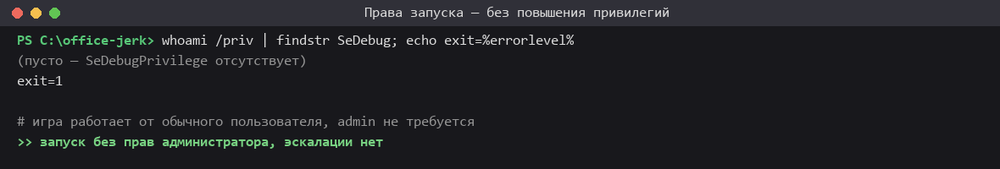 Права запуска — без повышения привилегий
PS C:\office-jerk> whoami /priv | findstr SeDebug; echo exit=%errorlevel%
(пусто — SeDebugPrivilege отсутствует)
exit=1
# игра работает от обычного пользователя, admin не требуется
>> запуск без прав администратора, эскалации нет